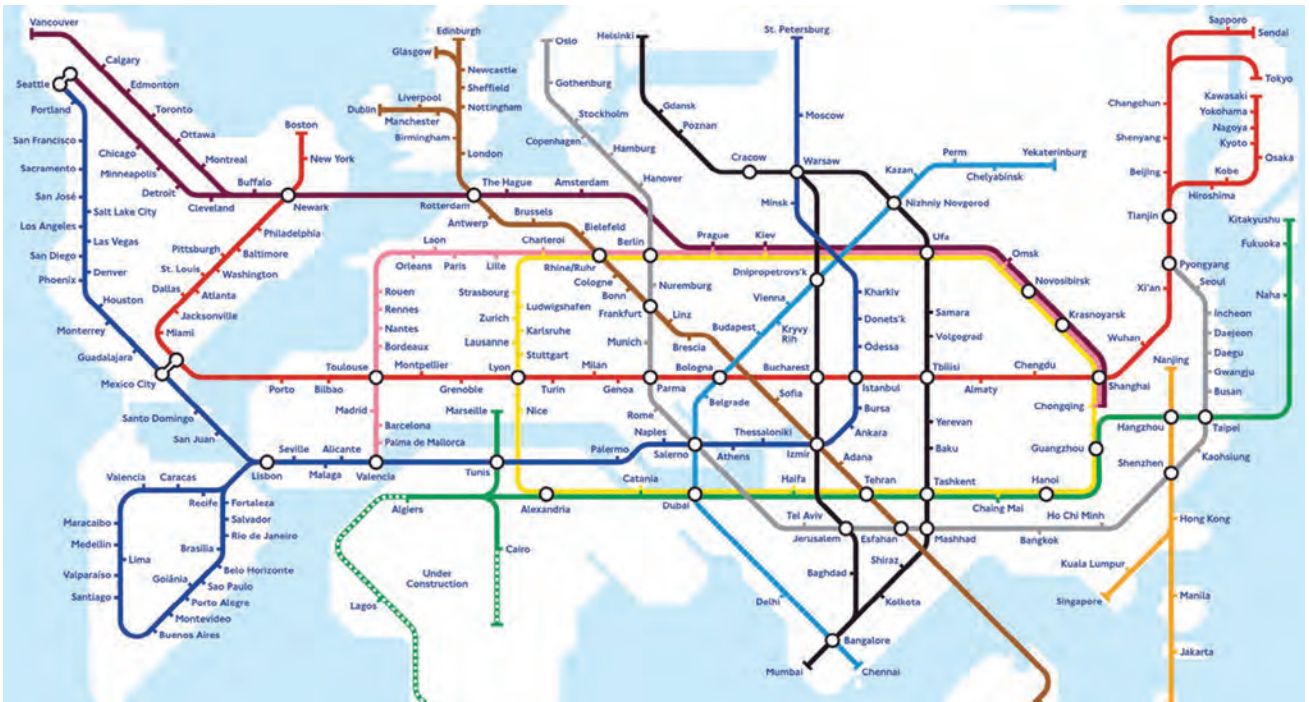 Vancouver
Calgary
Edmonton
Toronto
Ottawa
Montreal
Seattle
Portland
San Francisco
Sacramento
San José
Los Angeles
San Diego
Phoenix
Salt Lake City
Las Vegas
Denver
Houston
Monterrey
Guadalajara
Mexico City
Santo Domingo
San Juan
Chicago
Minneapolis
Detroit
Cleveland
Buffalo
Boston
New York
Newark
Philadelphia
Pittsburgh
Baltimore
St. Louis
Washington
Dallas
Atlanta
Jacksonville
Miami
Lisbon
Valencia
Caracas
Recife
Fortaleza
Salvador
Rio de Janeiro
Brasilia
Belo Horizonte
Goiânia
Sao Paulo
Porto Alegre
Montevideo
Buenos Aires
Maracaibo
Medellin
Lima
Valparaíso
Santiago
Edinburgh
Glasgow
Newcastle
Sheffield
Nottingham
Dublin
Liverpool
Manchester
Birmingham
London
Rotterdam
The Hague
Amsterdam
Antwerp
Brussels
Bielefeld
Rhine/Ruhr
Cologne
Bonn
Frankfurt
Linz
Brescia
Laon
Orleans
Paris
Lille
Charleroi
Rouen
Rennes
Nantes
Bordeaux
Toulouse
Madrid
Barcelona
Palma de Mallorca
Valencia
Seville
Malaga
Alicante
Porto
Bilbao
Montpellier
Grenoble
Lyon
Turin
Milan
Genoa
Parma
Bologna
Strasbourg
Ludwigshafen
Zurich
Karlsruhe
Lausanne
Stuttgart
Nice
Marseille
Tunis
Algiers
Cairo
Lagos
Under
Construction
Alexandria
Catania
Palermo
Oslo
Gothenburg
Stockholm
Copenhagen
Hamburg
Hanover
Berlin
Nuremburg
Munich
Rome
Naples
Salerno
Helsinki
Gdansk
Poznan
Cracow
Warsaw
St. Petersburg
Moscow
Minsk
Prague
Kiev
Dnipropetrovs'k
Vienna
Budapest
Kryvy
Rih
Belgrade
Bucharest
Sofia
Kharkiv
Donets'k
Odessa
Istanbul
Bursa
Ankara
Thessaloniki
Athens
Izmir
Adana
Dubai
Haifa
Tehran
Tel Aviv
Jerusalem
Esfahan
Baghdad
Shiraz
Mashhad
Kolkota
Delhi
Bangalore
Mumbai
Chennai
Kazan
Perm
Chelyabinsk
Yekaterinburg
Nizhniy Novgorod
Ufa
Samara
Volgograd
Tbilisi
Yerevan
Baku
Tashkent
Omsk
Novosibirsk
Krasnoyarsk
Almaty
Chengdu
Shanghai
Chongqing
Guangzhou
Hanoi
Chaing Mai
Bangkok
Ho Chi Minh
Sapporo
Sendai
Tokyo
Kawasaki
Yokohama
Nagoya
Kyoto
Osaka
Kobe
Hiroshima
Changchun
Shenyang
Beijing
Tianjin
Pyongyang
Xi'an
Wuhan
Seoul
Incheon
Daejeon
Daegu
Gwangju
Busan
Taipei
Kaohsiung
Kitakyushu
Fukuoka
Naha
Nanjing
Hangzhou
Shenzhen
Hong Kong
Kuala Lumpur
Singapore
Manila
Jakarta